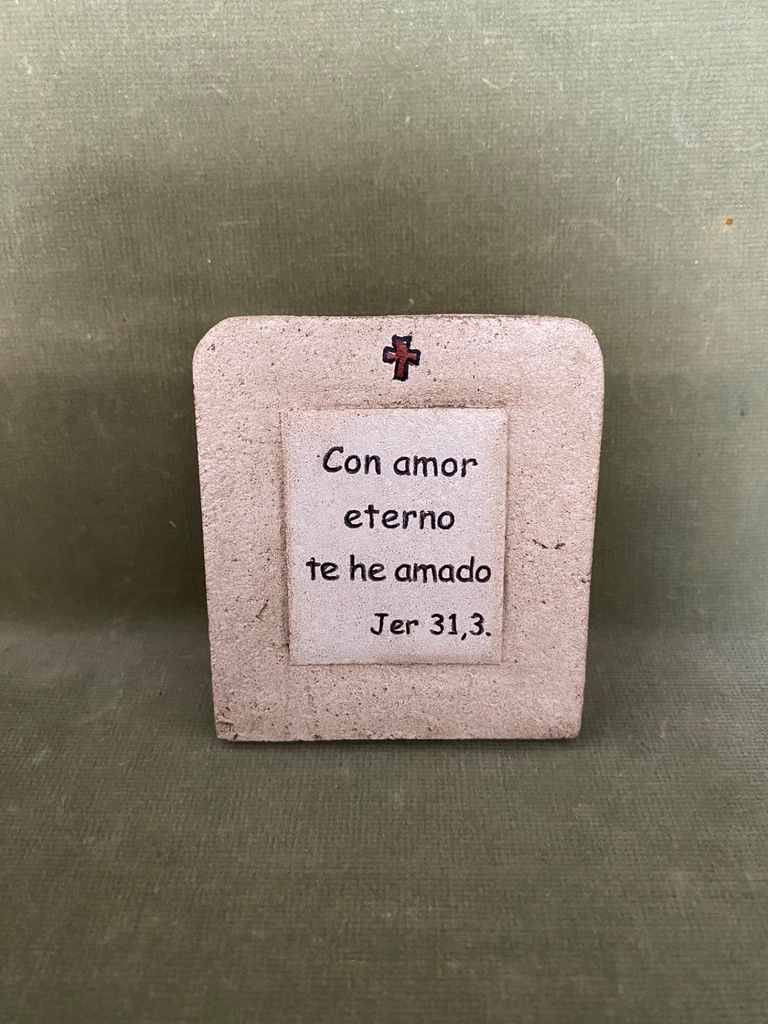 Con amor
eterno
te he amado
Jer 31,3.